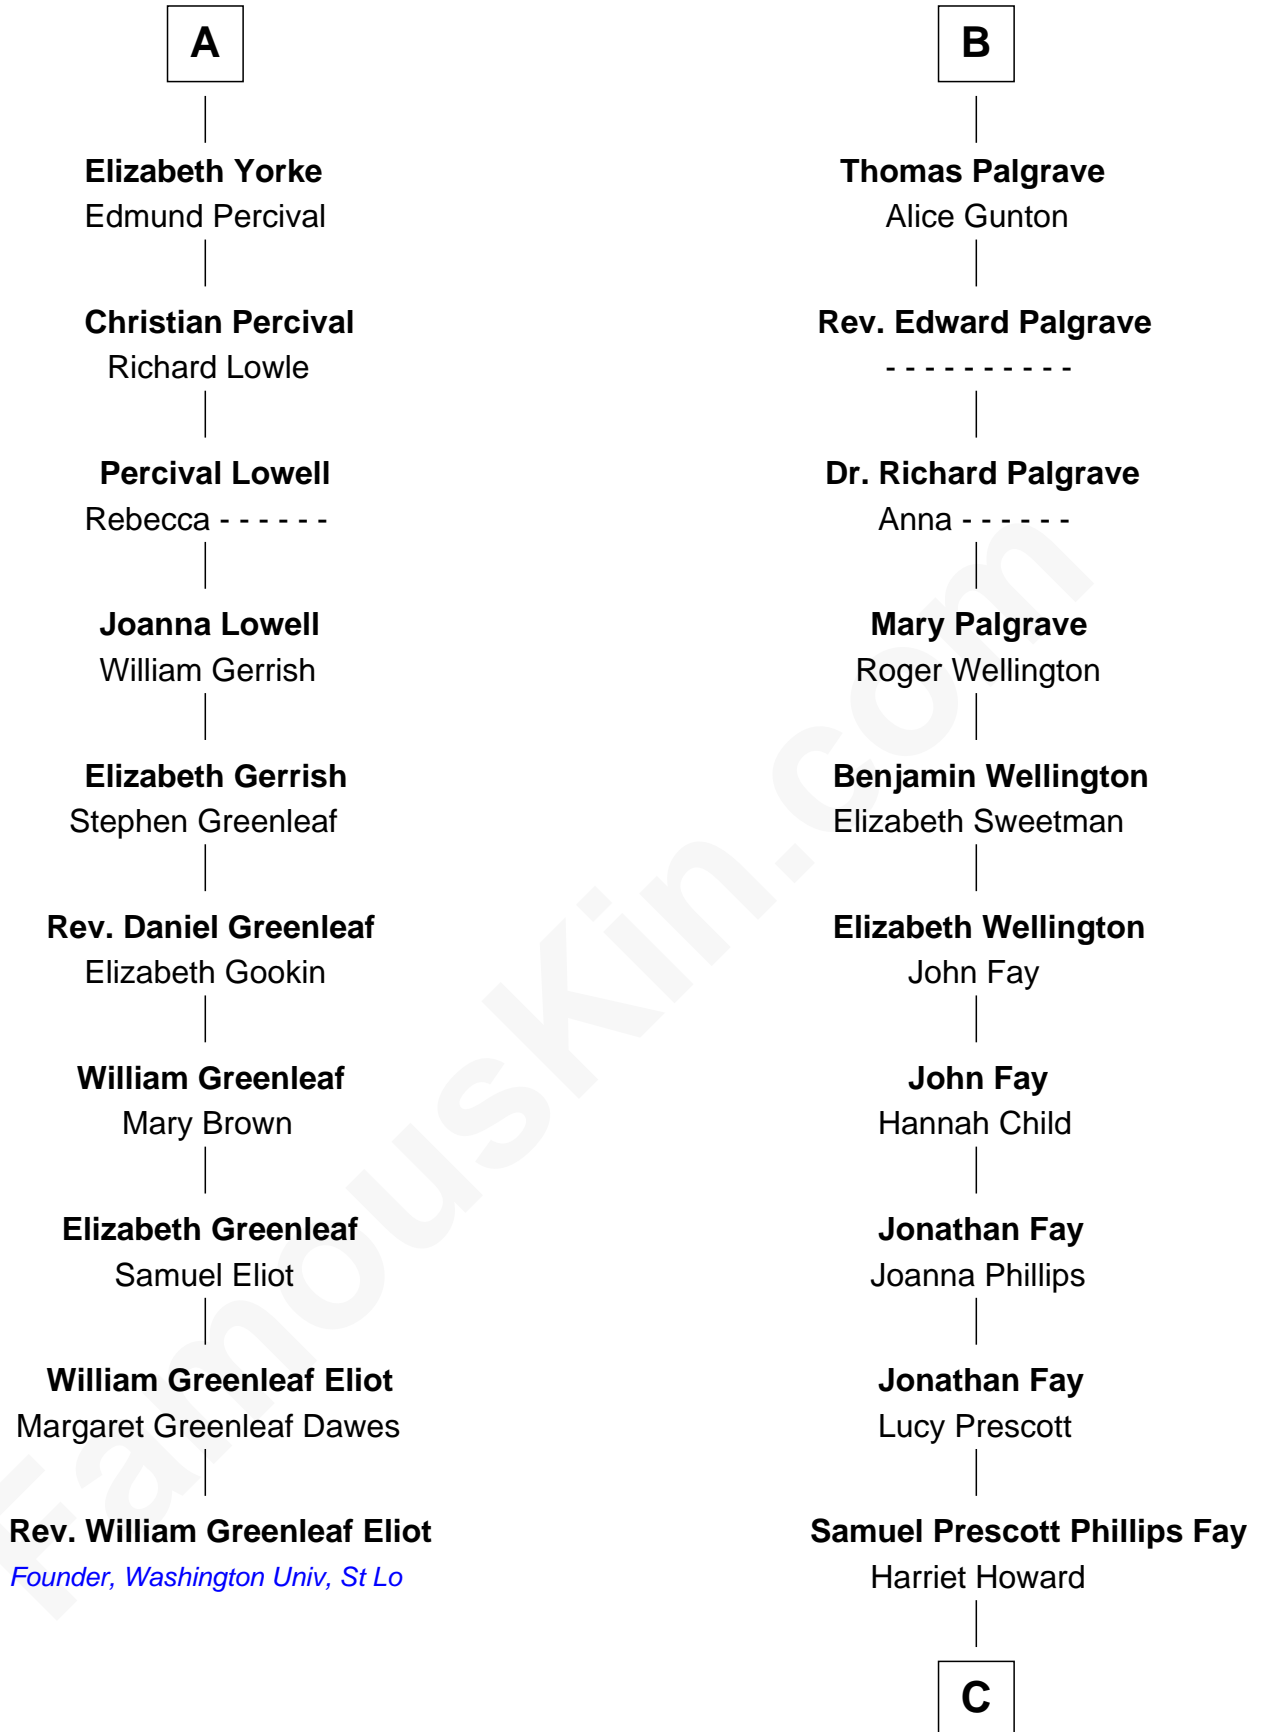 A
Elizabeth Yorke
Edmund Percival
Christian Percival
Richard Lowle
Percival Lowell
Rebecca - - - - - -
Joanna Lowell
William Gerrish
Elizabeth Gerrish
Stephen Greenleaf
Rev. Daniel Greenleaf
Elizabeth Gookin
William Greenleaf
Mary Brown
Elizabeth Greenleaf
Samuel Eliot
William Greenleaf Eliot
Margaret Greenleaf Dawes
Rev. William Greenleaf Eliot
Founder, Washington Univ, St Lo
B
Thomas Palgrave
Alice Gunton
Rev. Edward Palgrave
- - - - - - - - - -
Dr. Richard Palgrave
Anna - - - - - -
Mary Palgrave
Roger Wellington
Benjamin Wellington
Elizabeth Sweetman
Elizabeth Wellington
John Fay
John Fay
Hannah Child
Jonathan Fay
Joanna Phillips
Jonathan Fay
Lucy Prescott
Samuel Prescott Phillips Fay
Harriet Howard
C
FamousKin.com